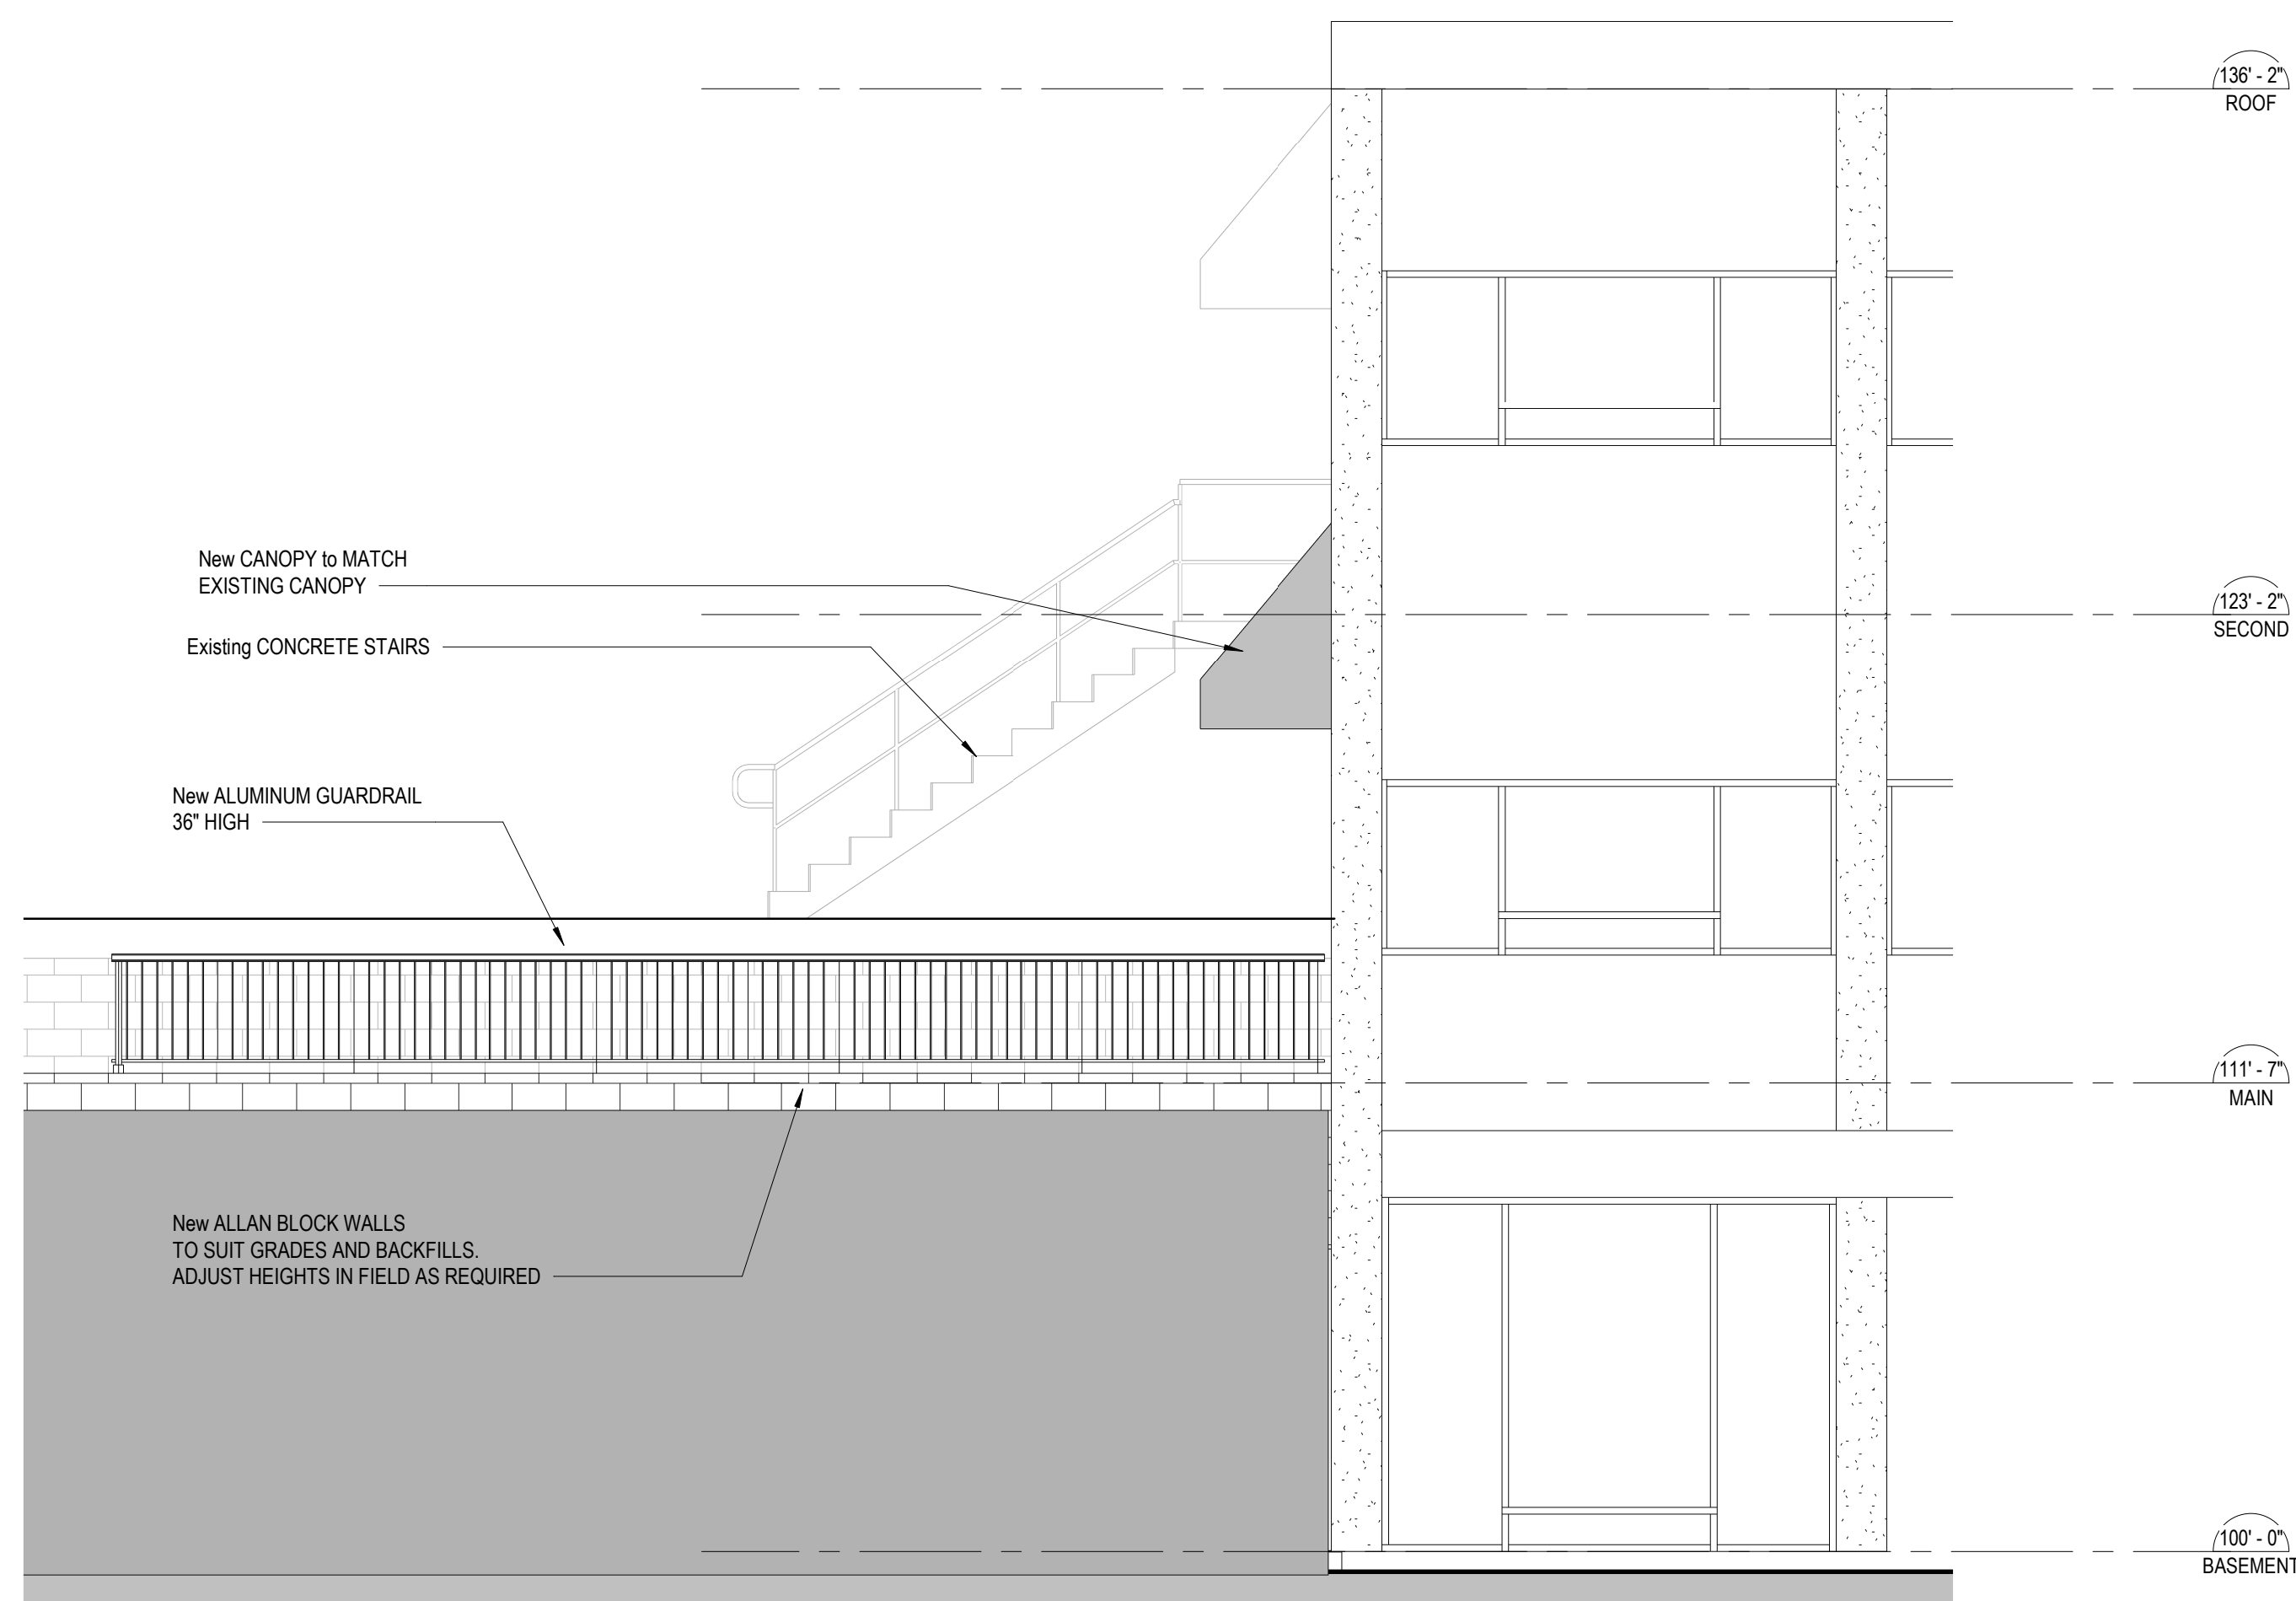 136' - 2"
ROOF
New CANOPY to MATCH
EXISTING CANOPY
123' - 2"
SECOND
Existing CONCRETE STAIRS
New ALUMINUM GUARDRAIL
36" HIGH
111' - 7"
MAIN
New ALLAN BLOCK WALLS
TO SUIT GRADES AND BACKFILLS.
ADJUST HEIGHTS IN FIELD AS REQUIRED
100' - 0"
BASEMENT